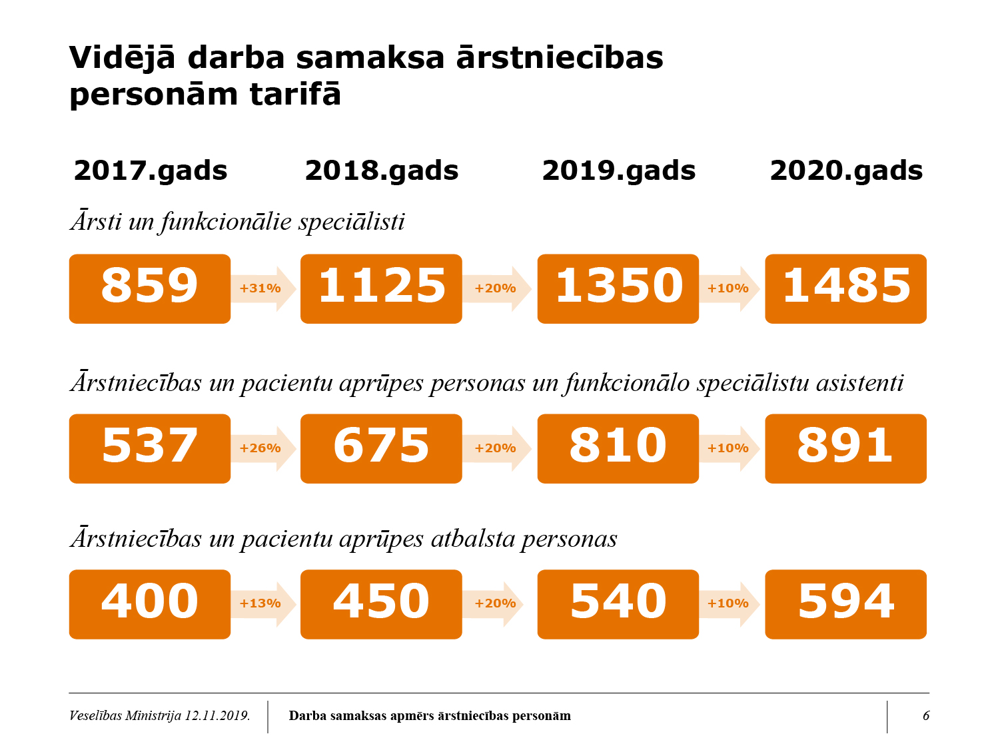 Vidējā darba samaksa ārstniecības
personām tarifā
2017.gads 2018.gads 2019.gads 2020.gads
Ārsti un funkcionālie speciālisti
859 +31% 1125 +20% 1350 +10% 1485
Ārstniecības un pacientu aprūpes personas un funkcionālo speciālistu asistenti
537 +26% 675 +20% 810 +10% 891
Ārstniecības un pacientu aprūpes atbalsta personas
400 +13% 450 +20% 540 +10% 594
Veselības Ministrija 12.11.2019. Darba samaksas apmērs ārstniecības personām 6